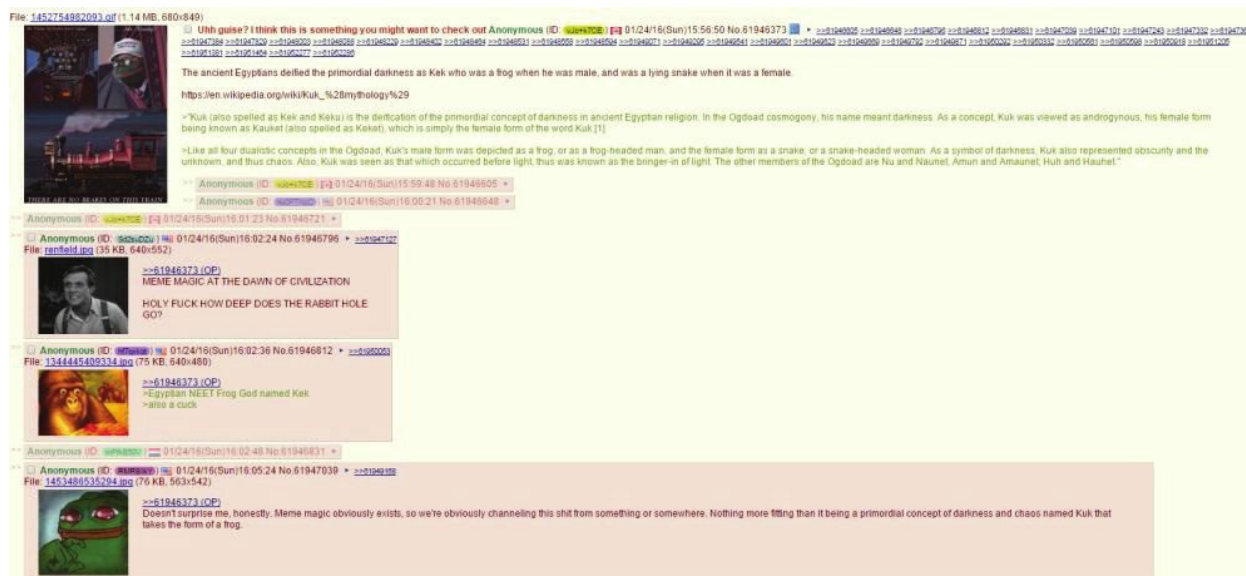 File: 1452754982093.gif (1.14 MB, 680x849)
Uhh guise? I think this is something you might want to check out Anonymous (ID: ) 01/24/16(Sun)15:56:50 No.61946373
The ancient Egyptians deified the primordial darkness as Kek who was a frog when he was male, and was a lying snake when it was a female.
https://en.wikipedia.org/wiki/Kuk_%28mythology%29
>"Kuk (also spelled as Kek and Keku) is the deification of the primordial concept of darkness in ancient Egyptian religion. In the Ogdoad cosmogony, his name meant darkness. As a concept, Kuk was viewed as androgynous, his female form
being known as Kauket (also spelled as Keket), which is simply the female form of the word Kuk.[1]
>Like all four dualistic concepts in the Ogdoad, Kuk's male form was depicted as a frog, or as a frog-headed man, and the female form as a snake, or a snake-headed woman. As a symbol of darkness, Kuk also represented obscurity and the
unknown, and thus chaos. Also, Kuk was seen as that which occurred before light, thus was known as the bringer-in of light. The other members of the Ogdoad are Nu and Naunet, Amun and Amaunet, Huh and Hauhet."
THERE ARE NO BRAKES ON THIS TRAIN
Anonymous (ID: ) 01/24/16(Sun)15:59:48 No.61946605
Anonymous (ID: ) 01/24/16(Sun)16:00:21 No.61946648
Anonymous (ID: ) 01/24/16(Sun)16:01:23 No.61946721
Anonymous (ID: ) 01/24/16(Sun)16:02:24 No.61946796 >>61947127
File: renfield.jpg (35 KB, 640x552)
>>61946373 (OP)
MEME MAGIC AT THE DAWN OF CIVILIZATION
HOLY FUCK HOW DEEP DOES THE RABBIT HOLE
GO?
Anonymous (ID: ) 01/24/16(Sun)16:02:36 No.61946812
File: 1344445409334.jpg (75 KB, 640x480)
>>61946373 (OP)
>Egyptian NEET Frog God named Kek
>also a cuck
Anonymous (ID: ) 01/24/16(Sun)16:02:48 No.61946831
Anonymous (ID: ) 01/24/16(Sun)16:05:24 No.61947039
File: 1453486535294.jpg (76 KB, 563x542)
>>61946373 (OP)
Doesn't surprise me, honestly. Meme magic obviously exists, so we're obviously channeling this shit from something or somewhere. Nothing more fitting than it being a primordial concept of darkness and chaos named Kuk that
takes the form of a frog.